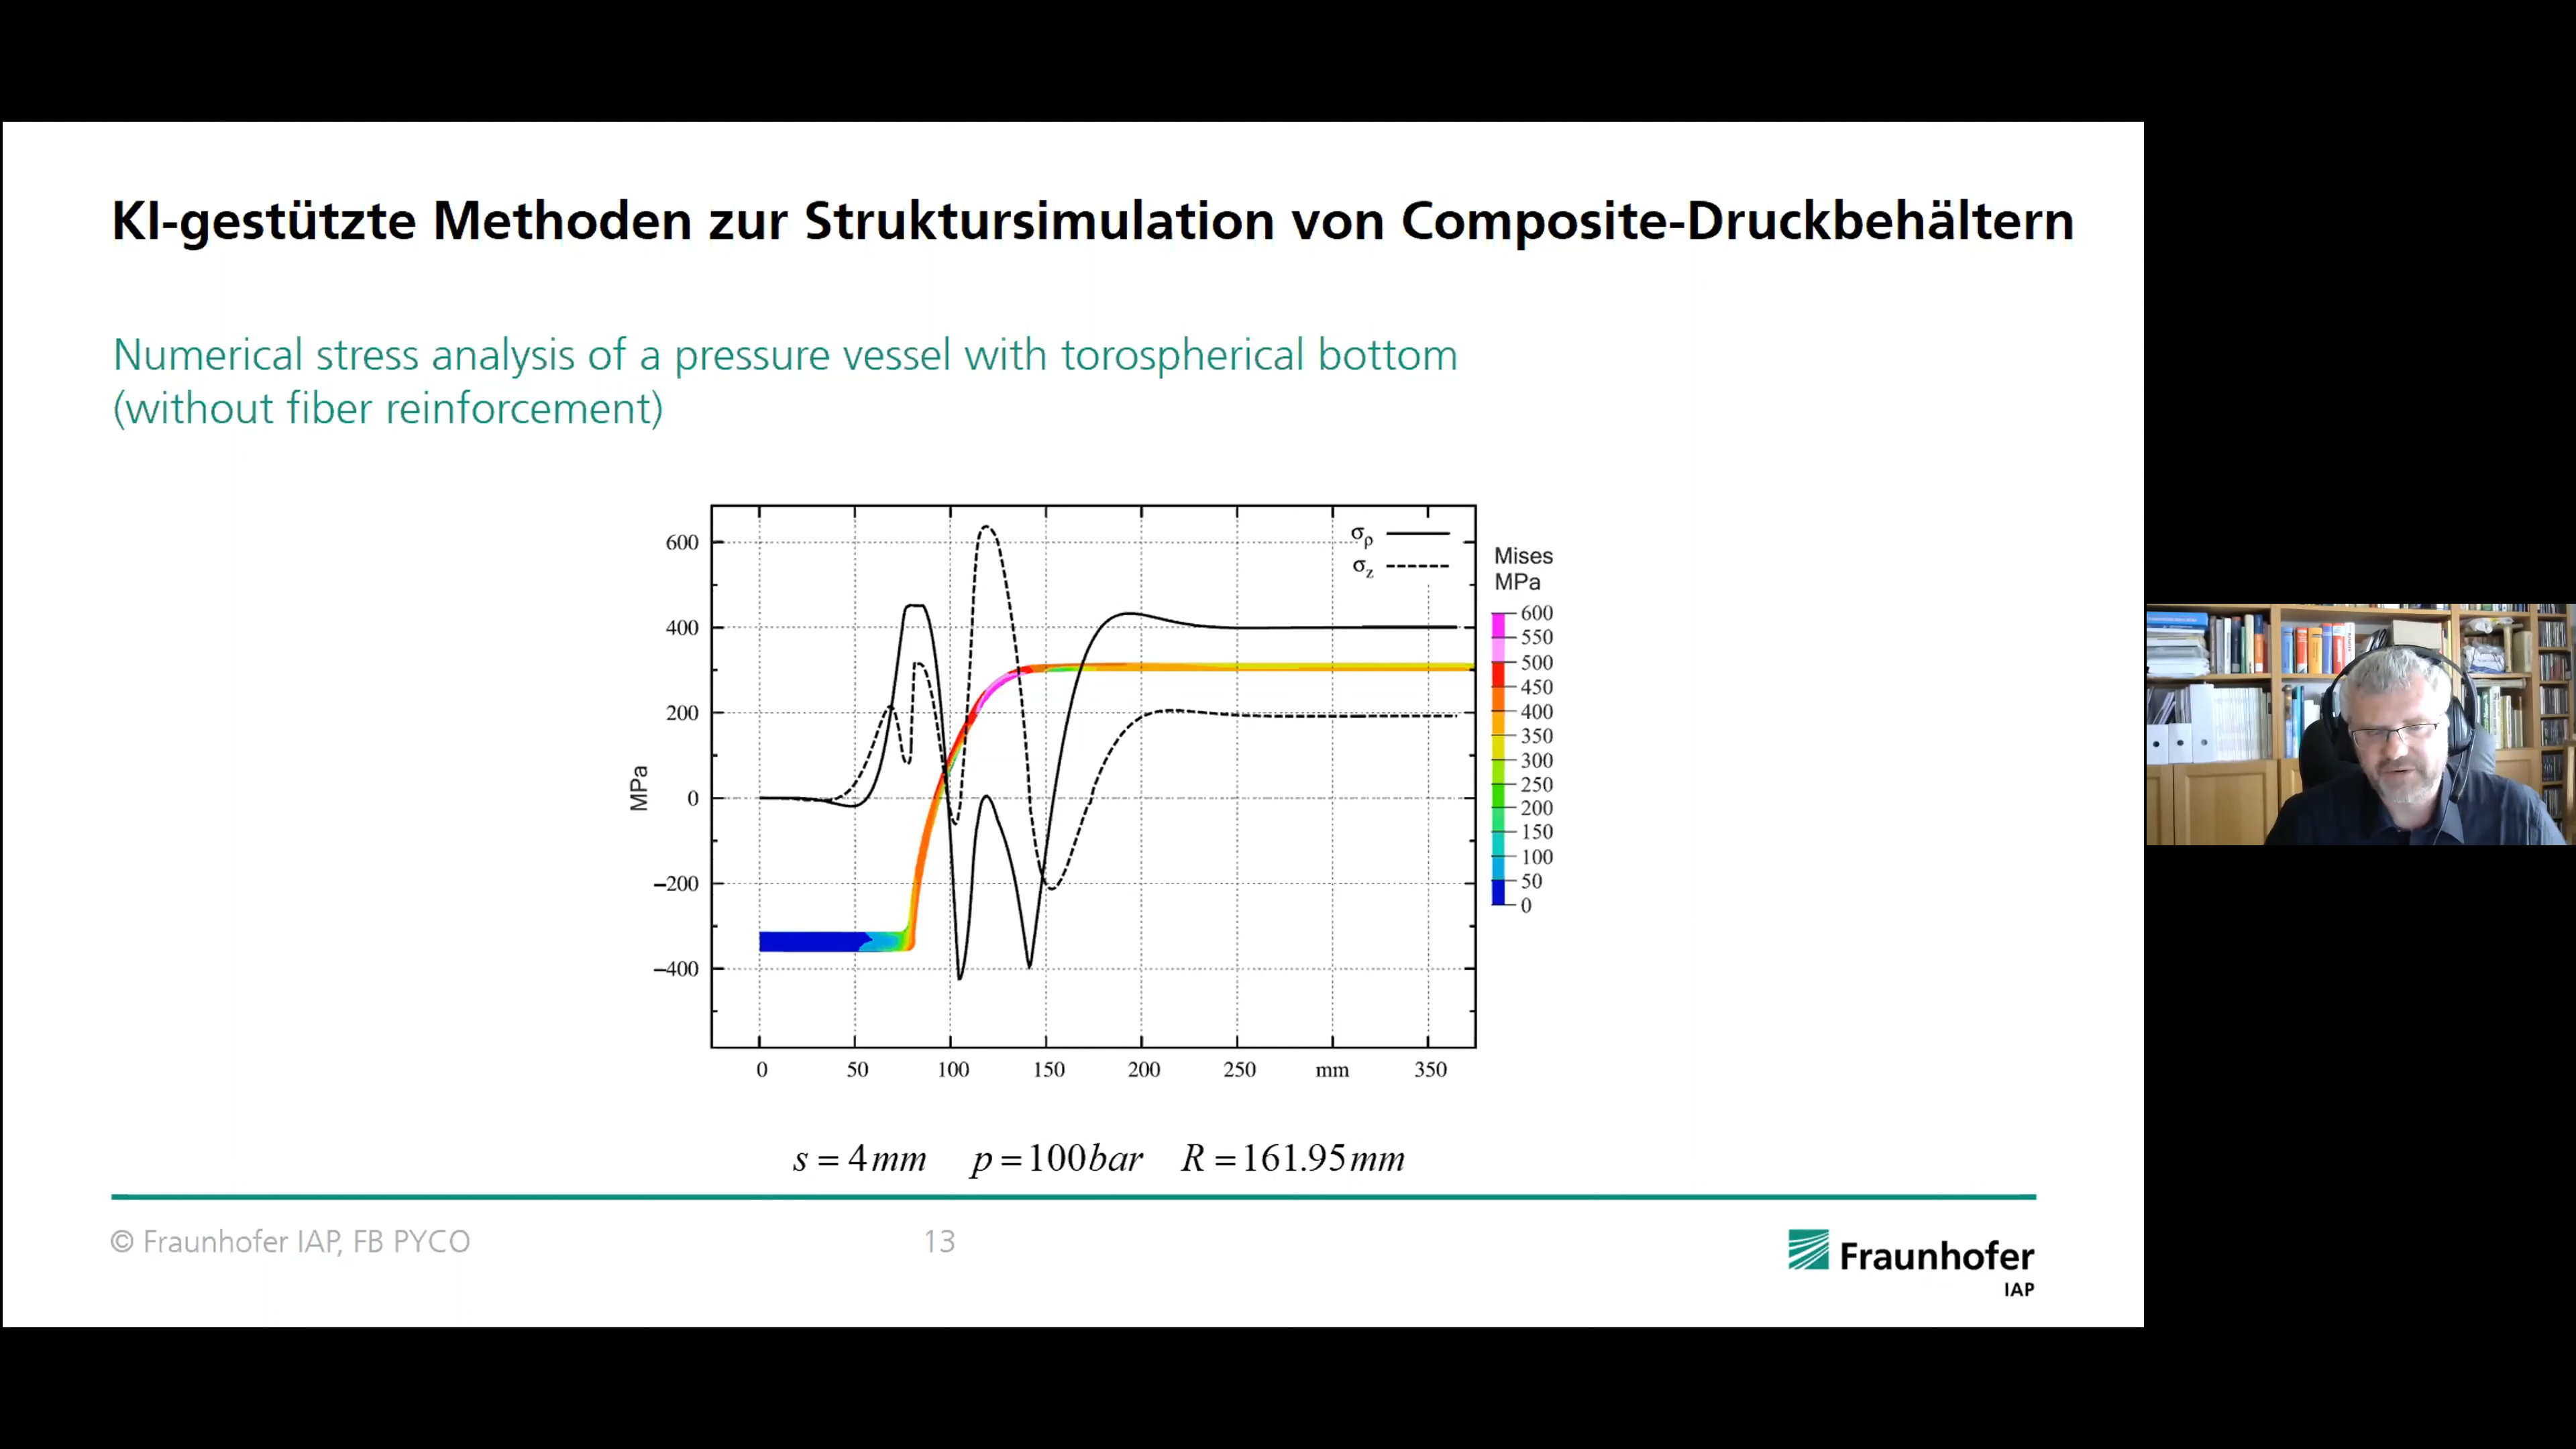 KI-gestützte Methoden zur Struktursimulation von Composite-Druckbehältern
Numerical stress analysis of a pressure vessel with torospherical bottom
(without fiber reinforcement)
σρ
σz
600
400
200
0
−200
−400
MPa
0
50
100
150
200
250
mm
350
Mises
MPa
600
550
500
450
400
350
300
250
200
150
100
50
0
s = 4mm p = 100bar R = 161.95mm
© Fraunhofer IAP, FB PYCO
13
Fraunhofer
IAP